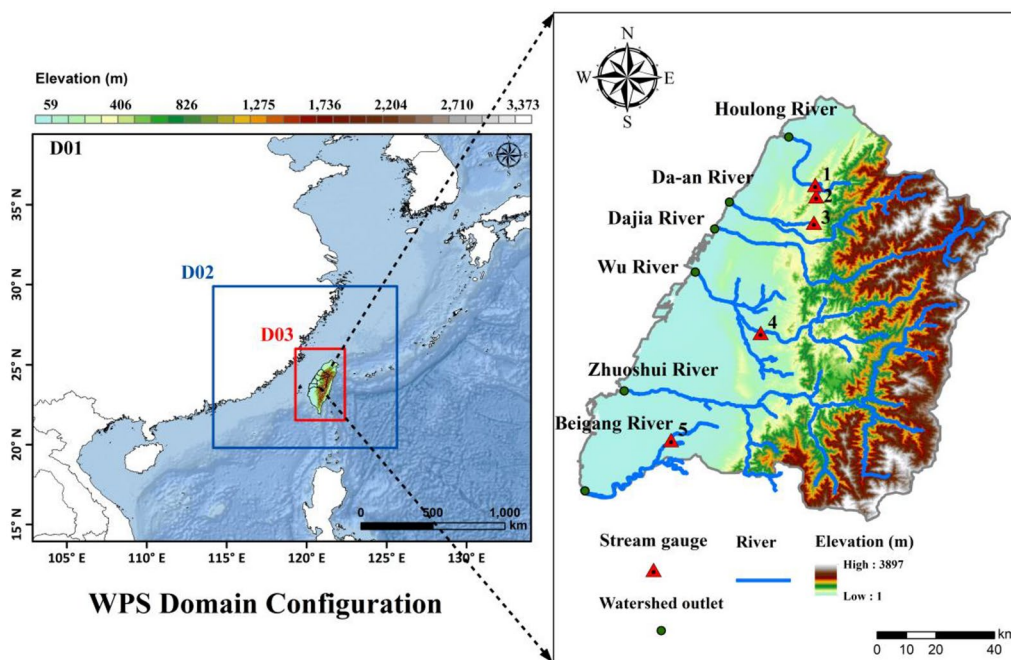 Elevation (m)
59 406 826 1,275 1,736 2,204 2,710 3,373
D01
N
W E
S
35° N
30° N
25° N
20° N
15° N
D02
D03
0 500 1,000
km
105° E 110° E 115° E 120° E 125° E 130° E
WPS Domain Configuration
N
W E
S
Houlong River
1
Da-an River
2
Dajia River
3
Wu River
4
Zhuoshui River
Beigang River
5
Stream gauge
River
Elevation (m)
High : 3897
Low : 1
Watershed outlet
0 10 20 40
km